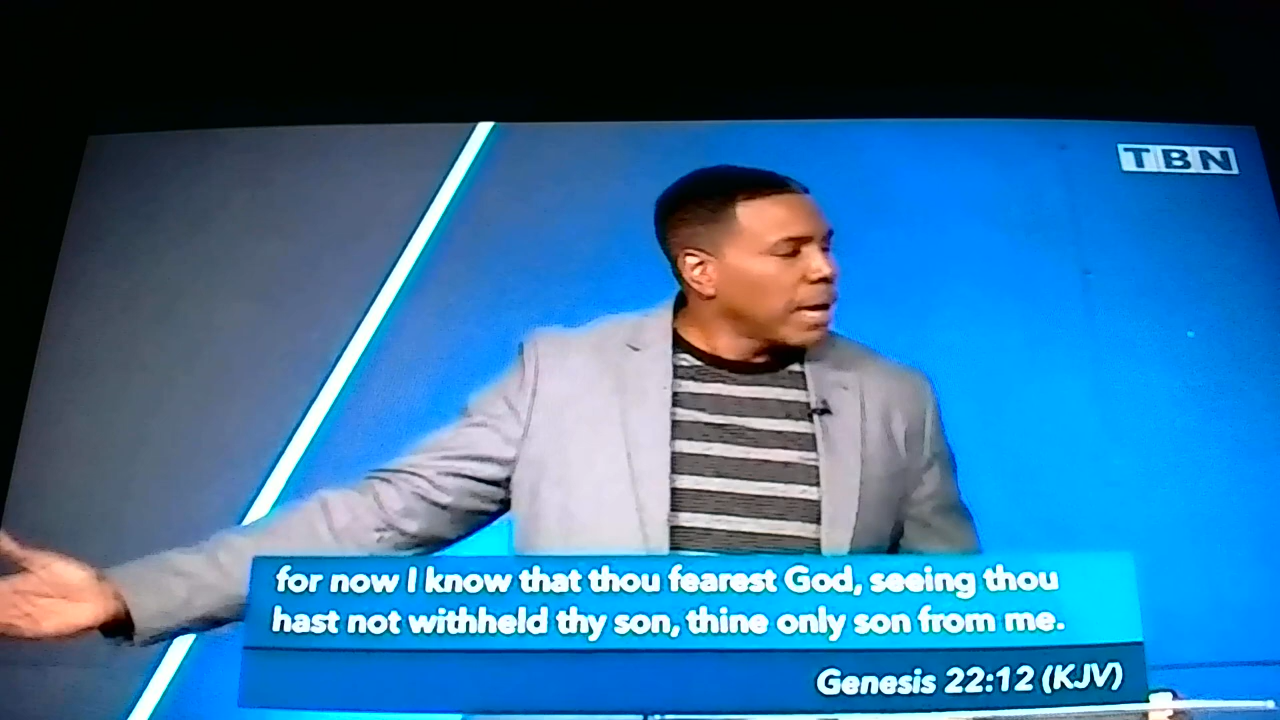 TBN
for now I know that thou fearest God, seeing thou
hast not withheld thy son, thine only son from me.
Genesis 22:12 (KJV)